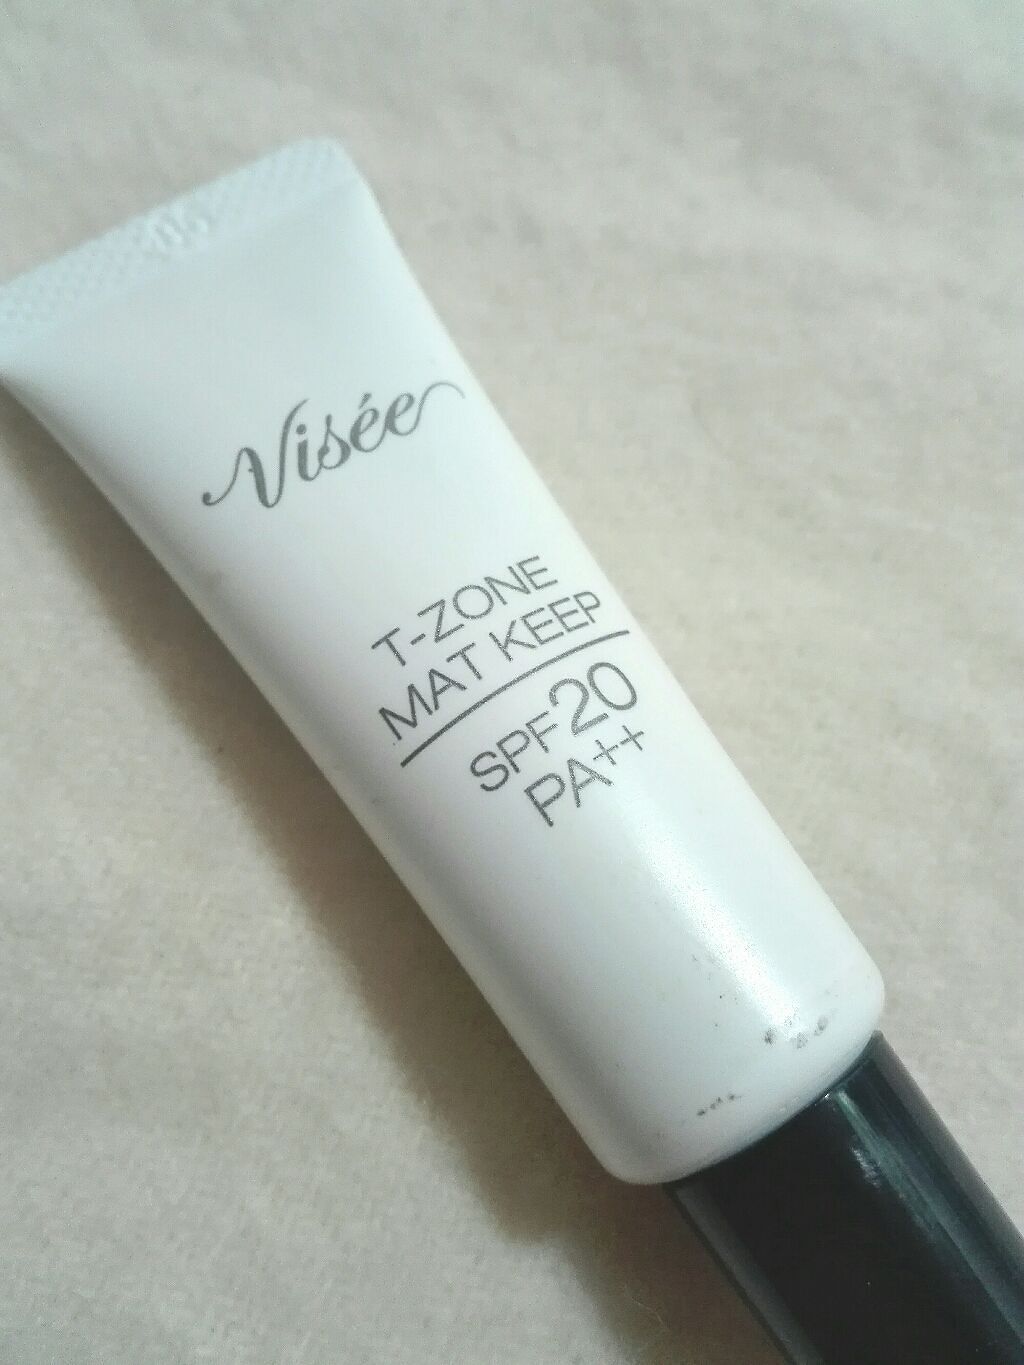 Visée
T-ZONE
MAT KEEP
SPF20
PA++